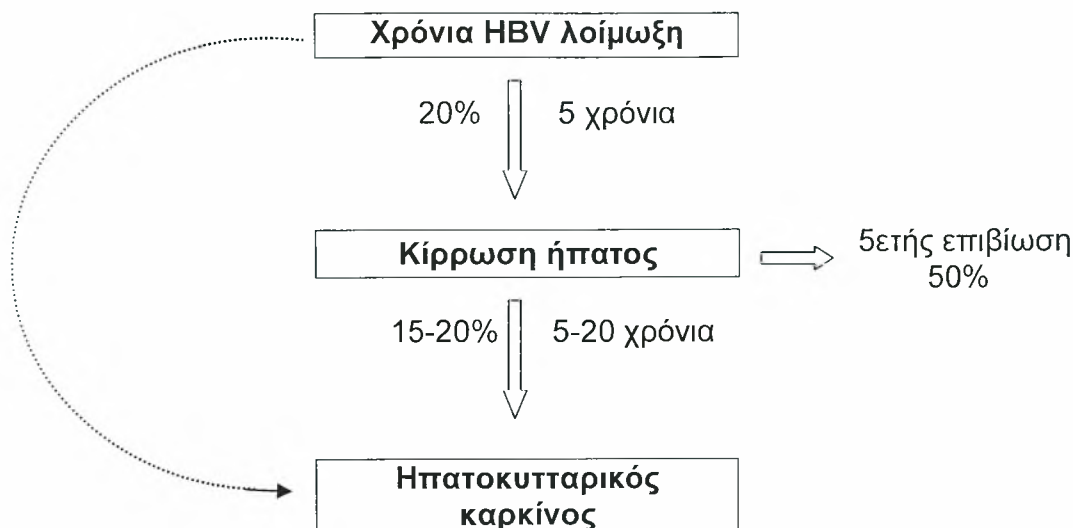 Χρόνια HBV λοίμωξη
20% 5 χρόνια
Κίρρωση ήπατος
5ετής επιβίωση
50%
15-20% 5-20 χρόνια
Ηπατοκυτταρικός
καρκίνος